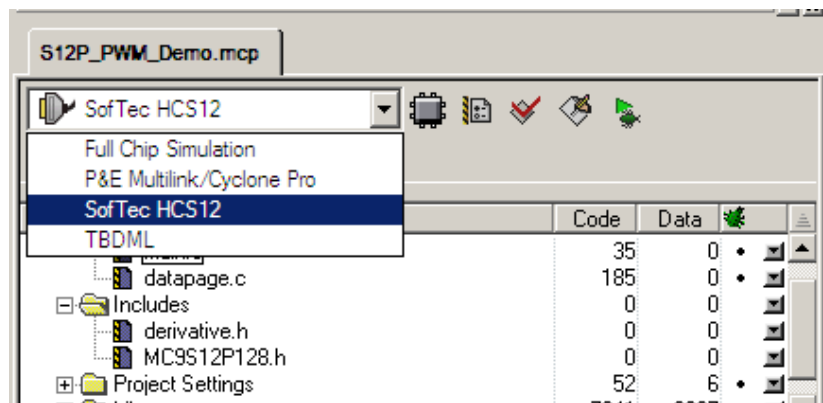 S12P_PWM_Demo.mcp
SofTec HCS12
Full Chip Simulation
P&E Multilink/Cyclone Pro
SofTec HCS12
TBDML
Code Data
35 0
datapage.c 185 0
Includes 0 0
derivative.h 0 0
MC9S12P128.h 0 0
Project Settings 52 6